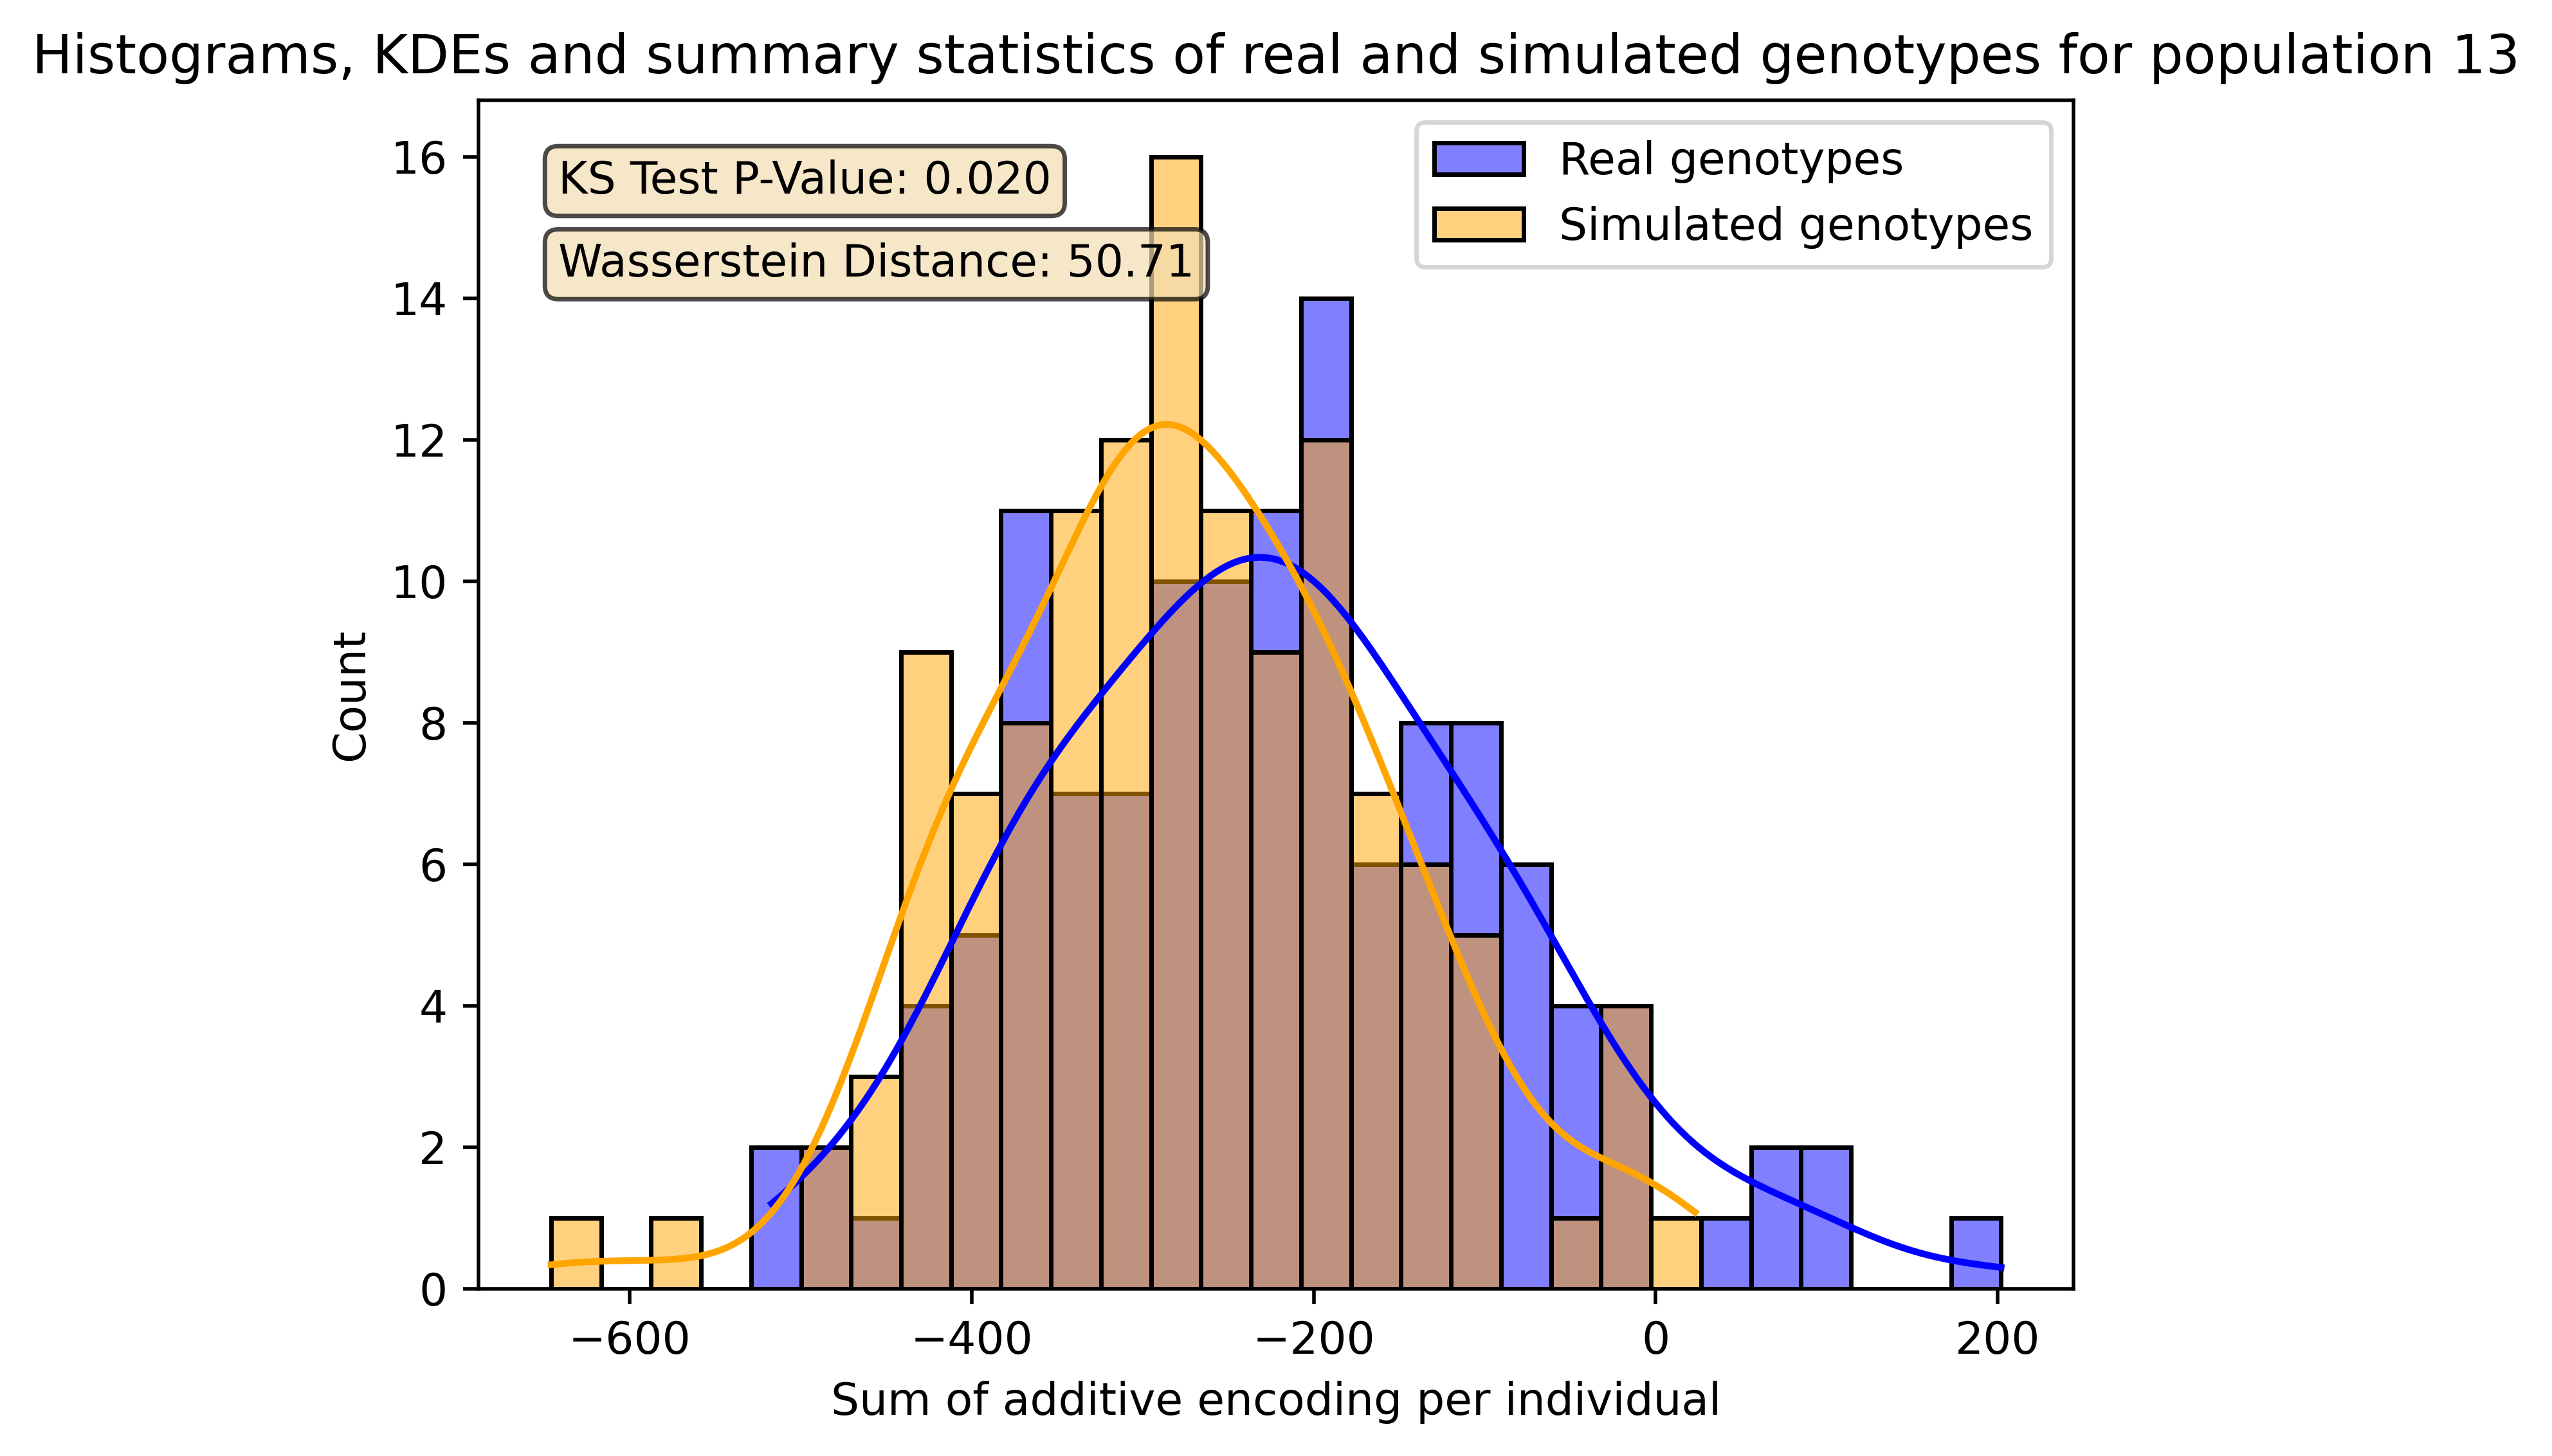 Histograms, KDEs and summary statistics of real and simulated genotypes for population 13
KS Test P-Value: 0.020
Wasserstein Distance: 50.71
Real genotypes
Simulated genotypes
Count
16
14
12
10
8
6
4
2
0
−600
−400
−200
0
200
Sum of additive encoding per individual